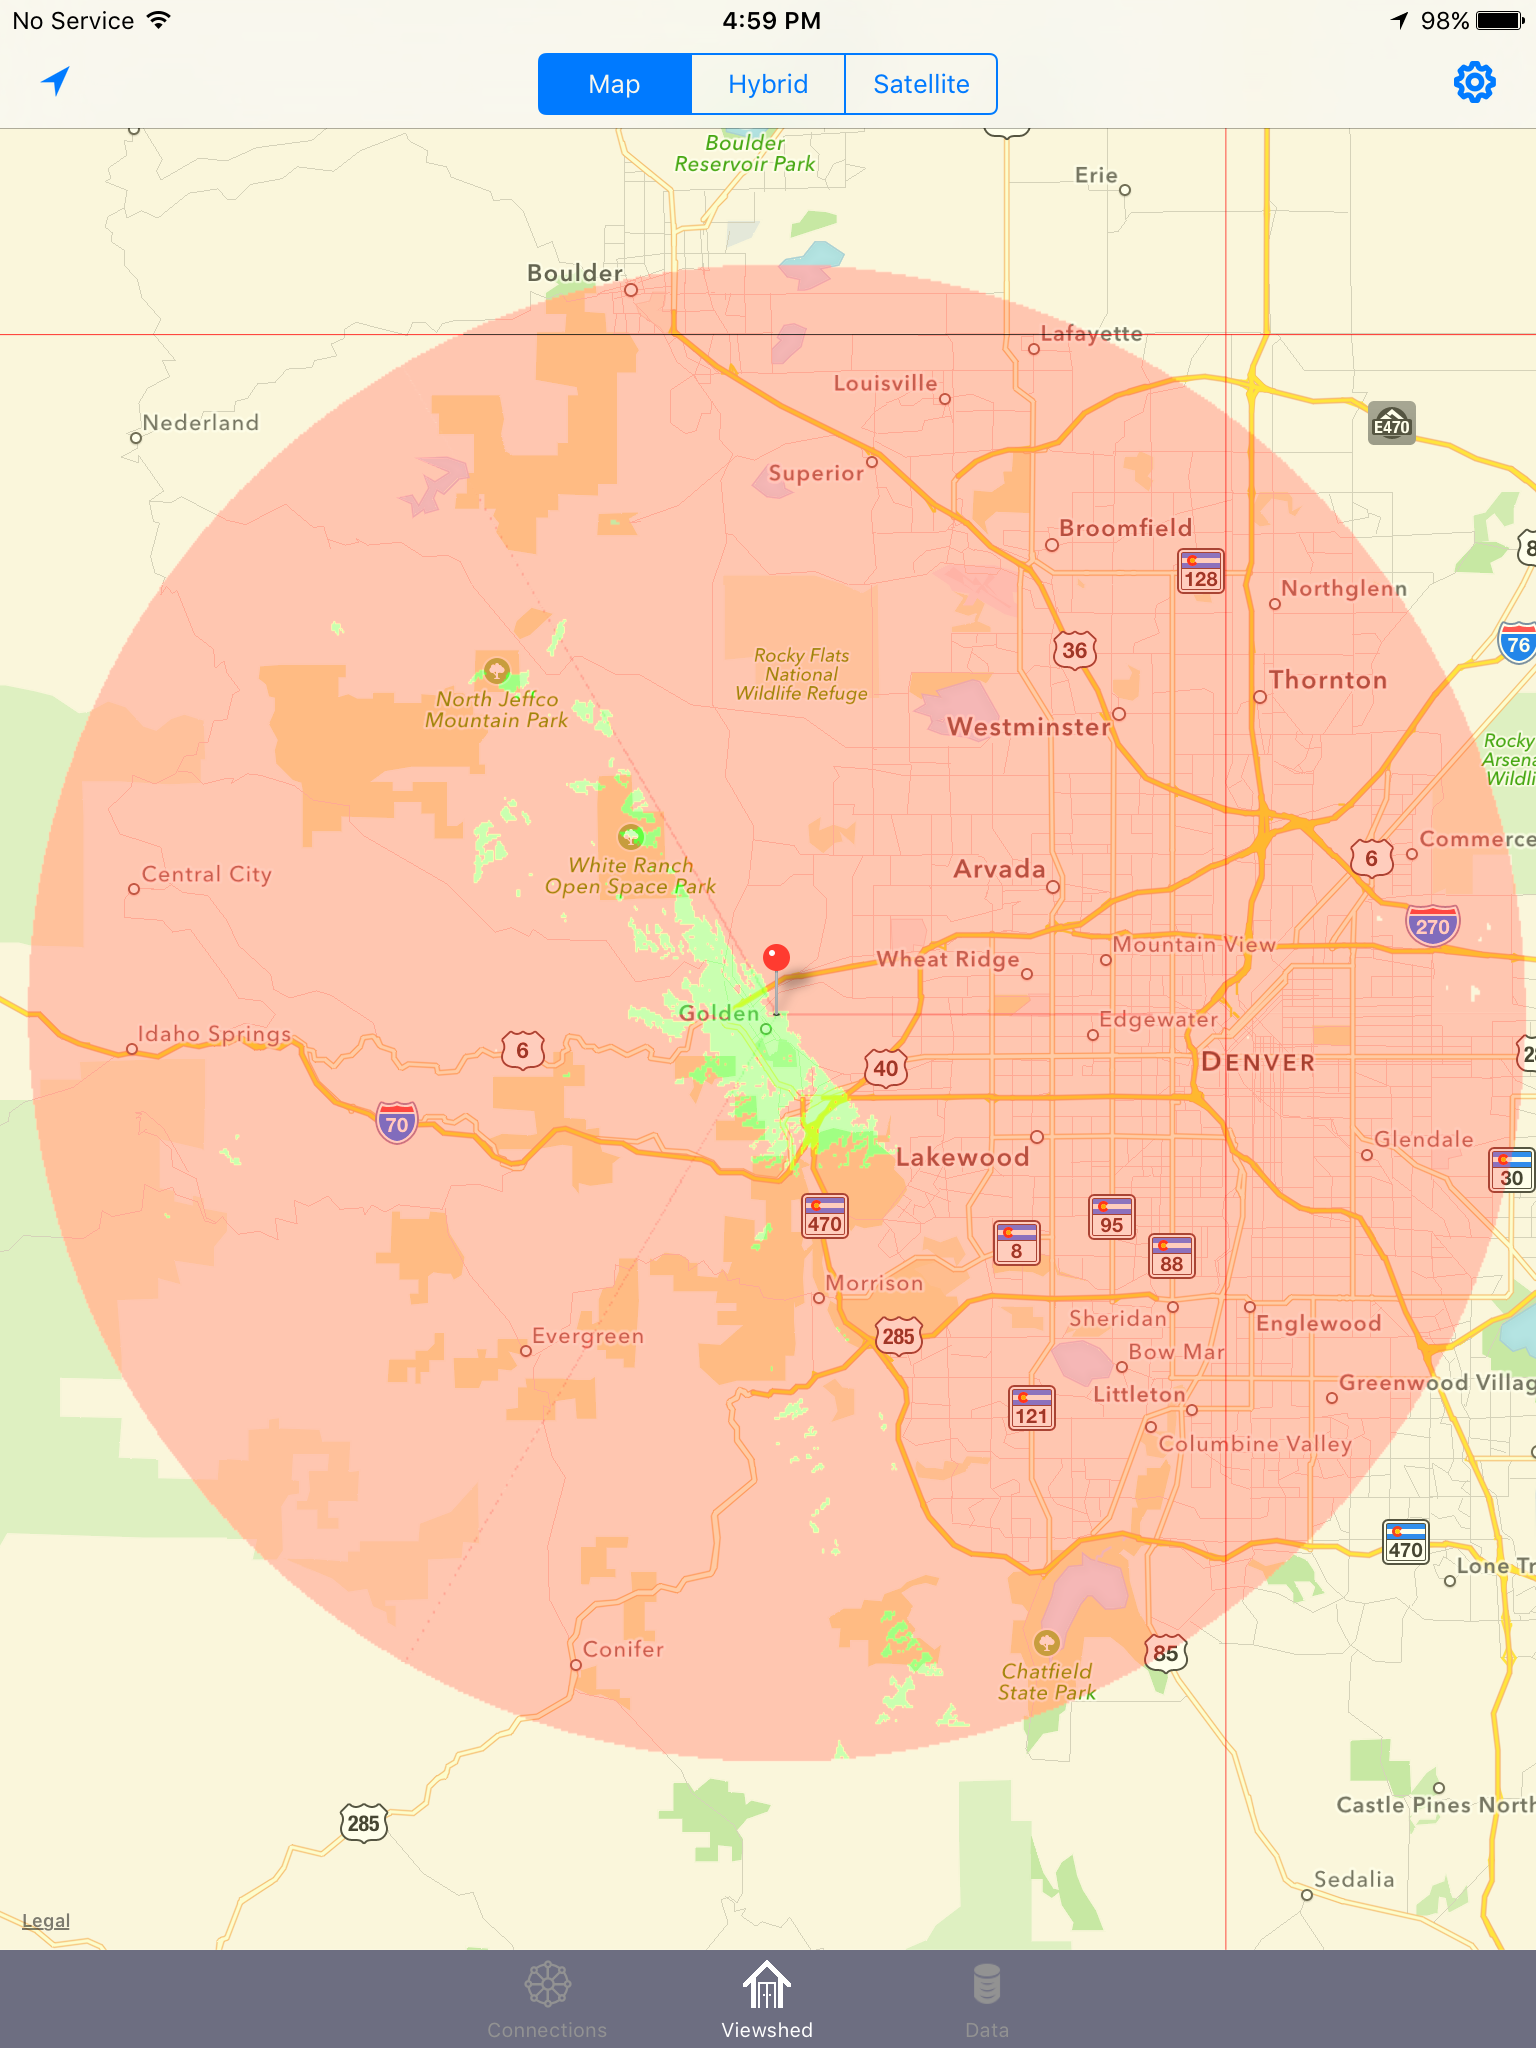 No Service
4:59 PM
98%
Map
Hybrid
Satellite
Boulder
Reservoir Park
Erie
Boulder
Lafayette
Louisville
Nederland
E470
Superior
Broomfield
128
8
Northglenn
36
76
Rocky Flats
National
Wildlife Refuge
North Jeffco
Mountain Park
Thornton
Westminster
Rocky
Arsena
Wildli
White Ranch
Open Space Park
Central City
Arvada
6
Commerce
270
Wheat Ridge
Mountain View
Golden
Edgewater
Idaho Springs
6
40
DENVER
28
70
Lakewood
Glendale
30
470
95
8
88
Morrison
Sheridan
Englewood
Evergreen
285
Bow Mar
Greenwood Villag
Littleton
121
Columbine Valley
470
Lone Tr
Conifer
85
Chatfield
State Park
285
Castle Pines North
Sedalia
Legal
Connections
Viewshed
Data